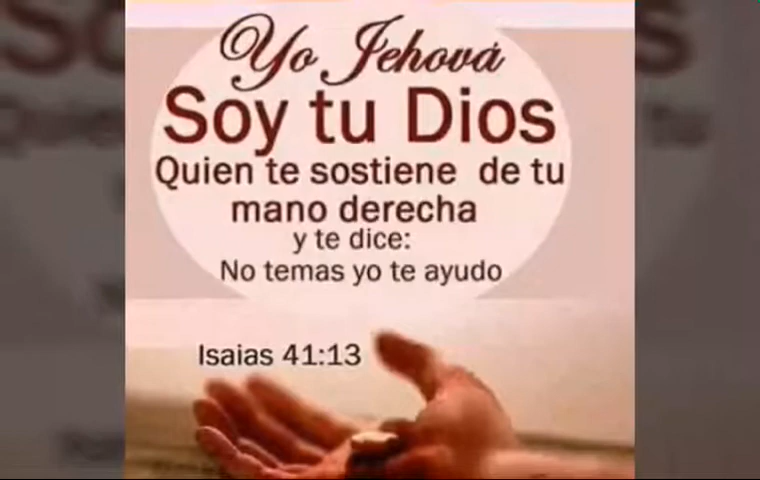 Yo Jehová
Soy tu Dios
Quien te sostiene de tu
mano derecha
y te dice:
No temas yo te ayudo
Isaias 41:13